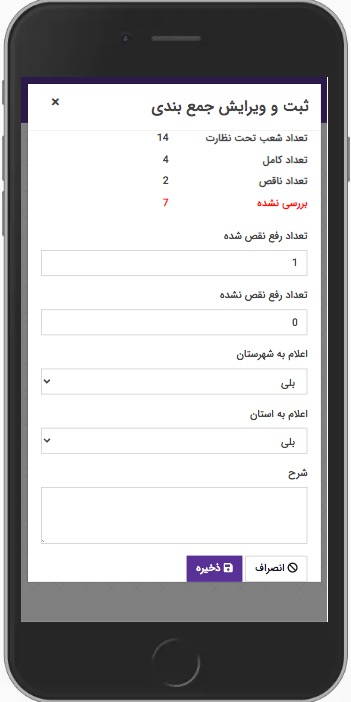 ثبت و ویرایش جمع بندی ×
تعداد شعب تحت نظارت 14
تعداد کامل 4
تعداد ناقص 2
بررسی نشده 7
تعداد رفع نقص شده
1
تعداد رفع نقص نشده
0
اعلام به شهرستان
بلی
اعلام به استان
بلی
شرح
انصراف ذخیره